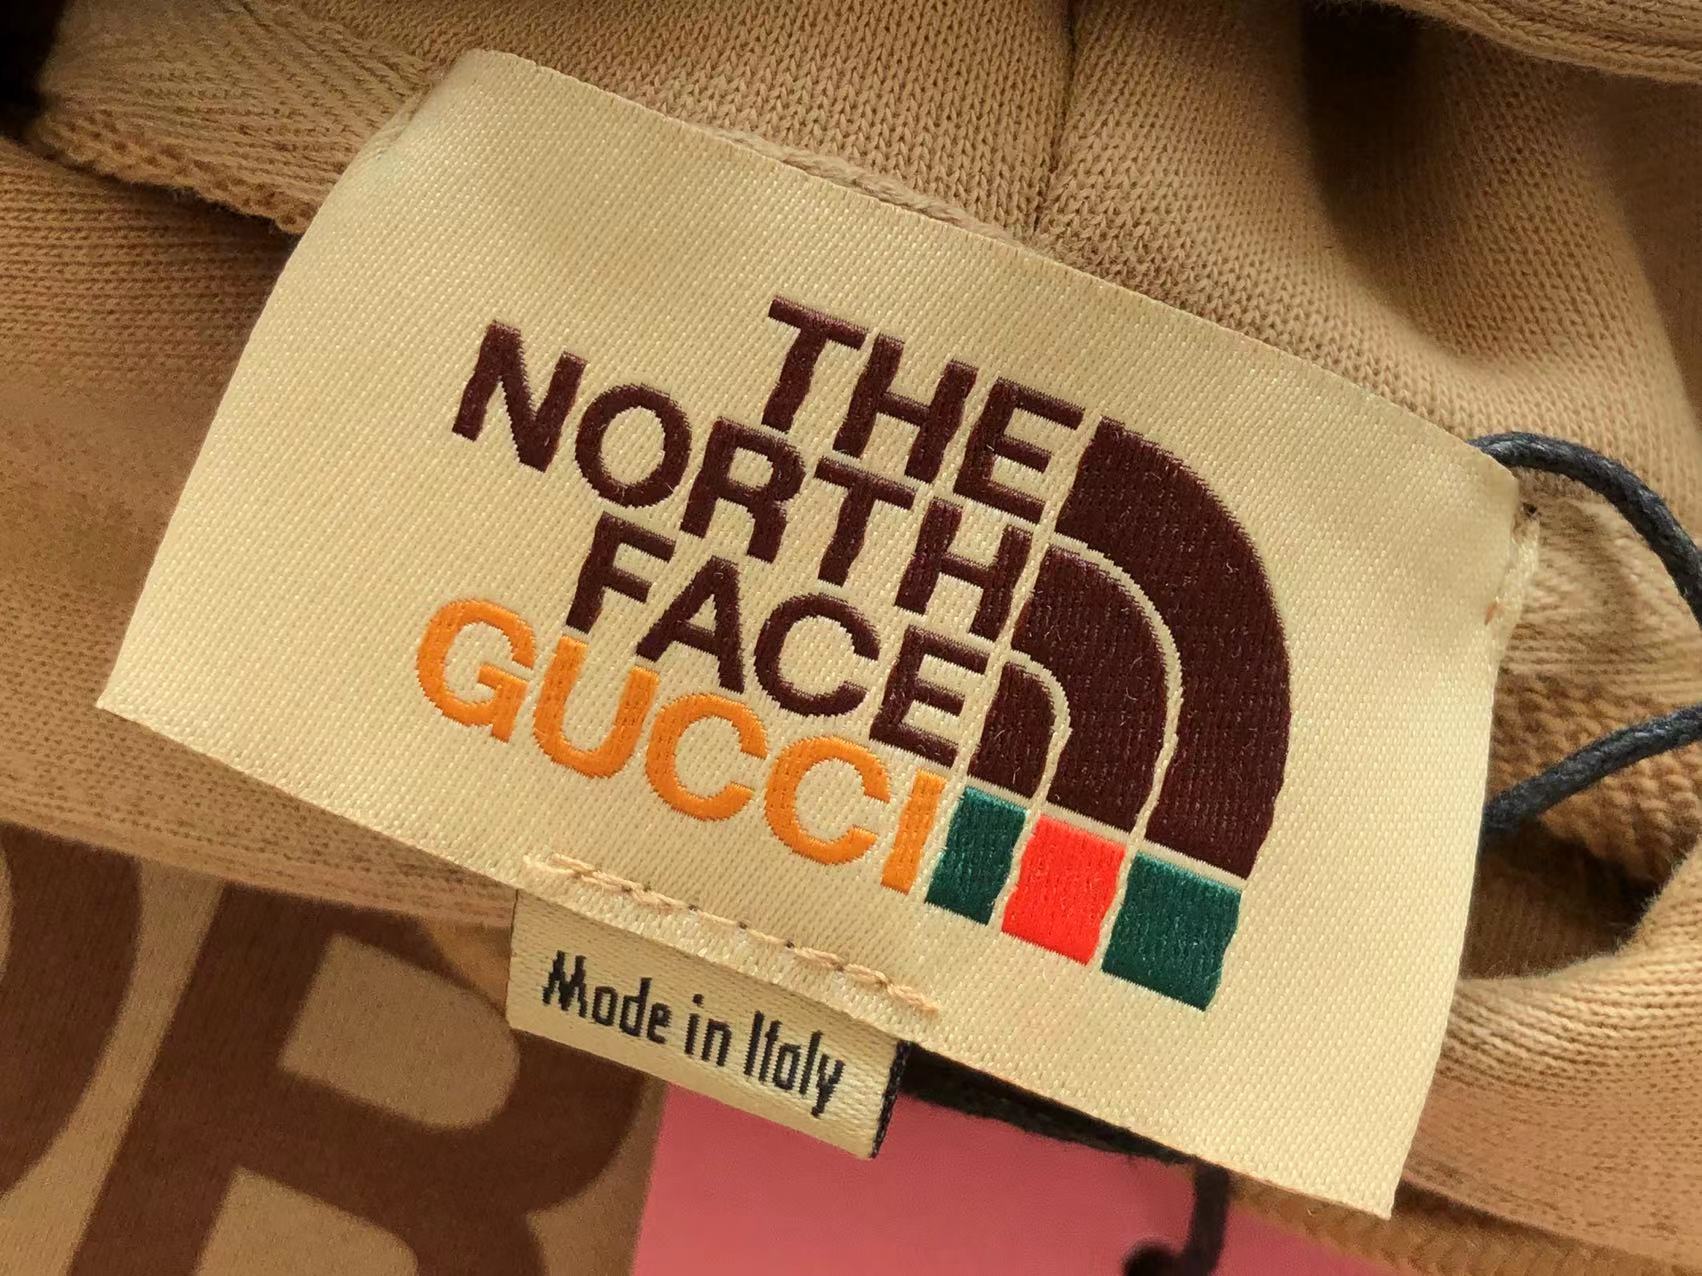 THE
NORTH
FACE
GUCCI
Made in Italy
R